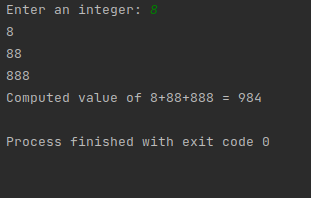 Enter an integer: 8
8
88
888
Computed value of 8+88+888 = 984
Process finished with exit code 0